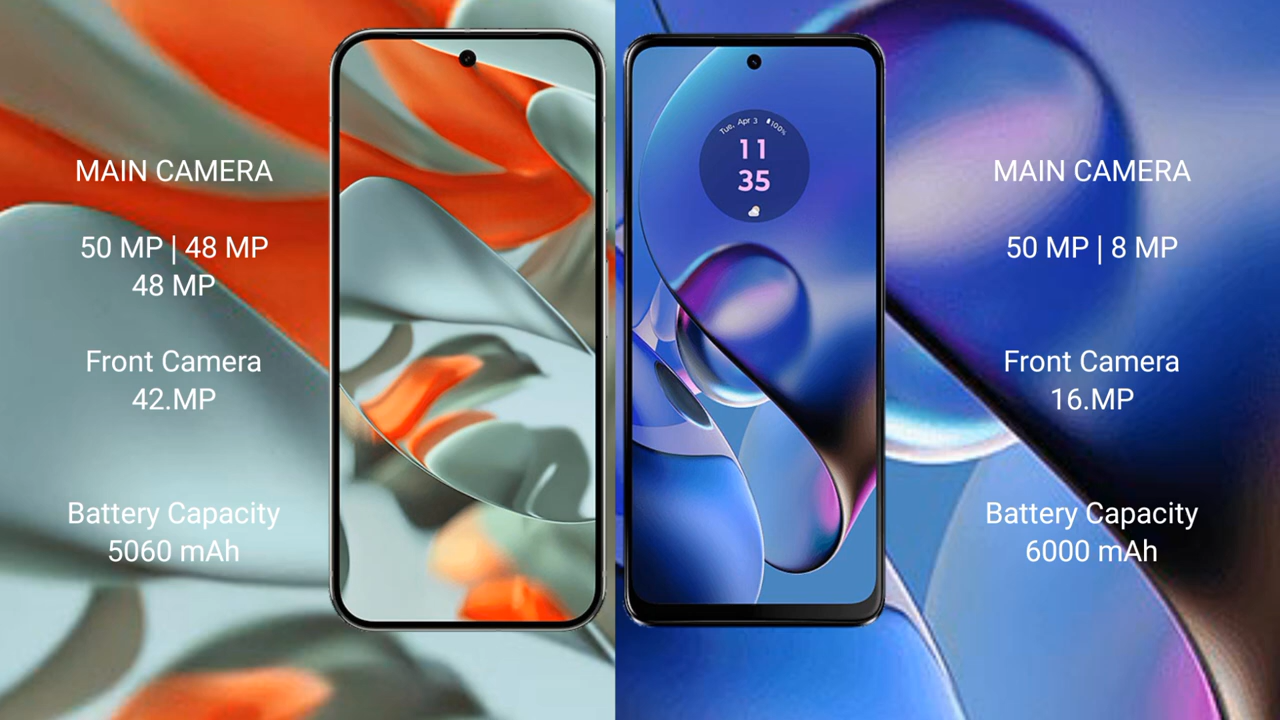 MAIN CAMERA
50 MP | 48 MP
48 MP
Front Camera
42.MP
Battery Capacity
5060 mAh
Tue, Apr 3 100%
11
35
MAIN CAMERA
50 MP | 8 MP
Front Camera
16.MP
Battery Capacity
6000 mAh